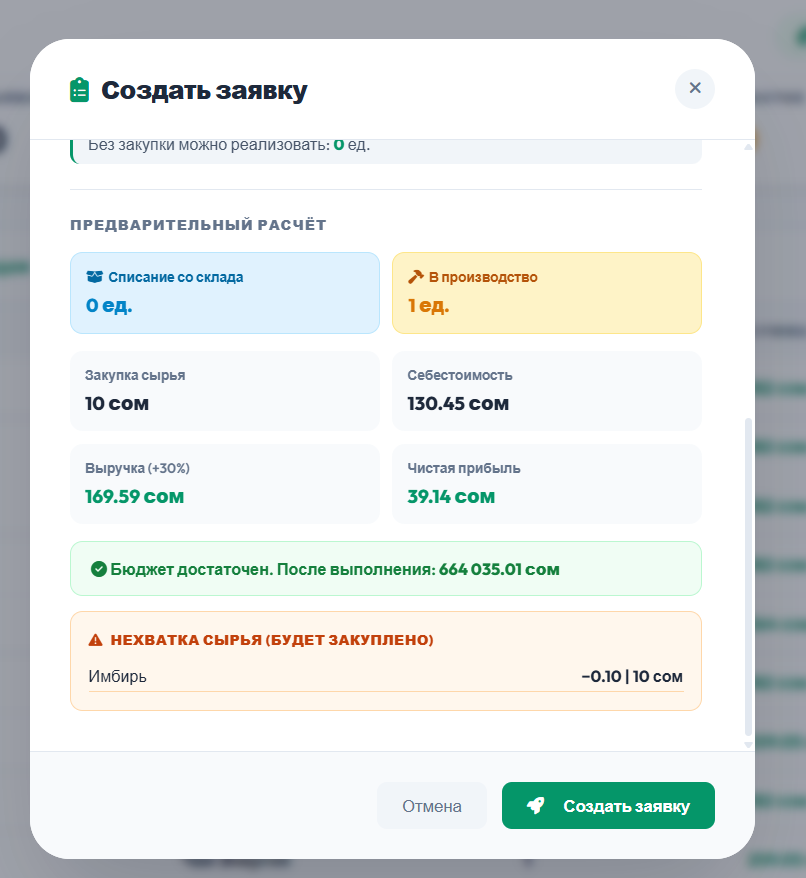 Создать заявку
Без закупки можно реализовать: 0 ед.
ПРЕДВАРИТЕЛЬНЫЙ РАСЧЁТ
Списание со склада
0 ед.
В производство
1 ед.
Закупка сырья
10 сом
Себестоимость
130.45 сом
Выручка (+30%)
169.59 сом
Чистая прибыль
39.14 сом
Бюджет достаточен. После выполнения: 664 035.01 сом
НЕХВАТКА СЫРЬЯ (БУДЕТ ЗАКУПЛЕНО)
Имбирь −0.10 | 10 сом
Отмена
Создать заявку